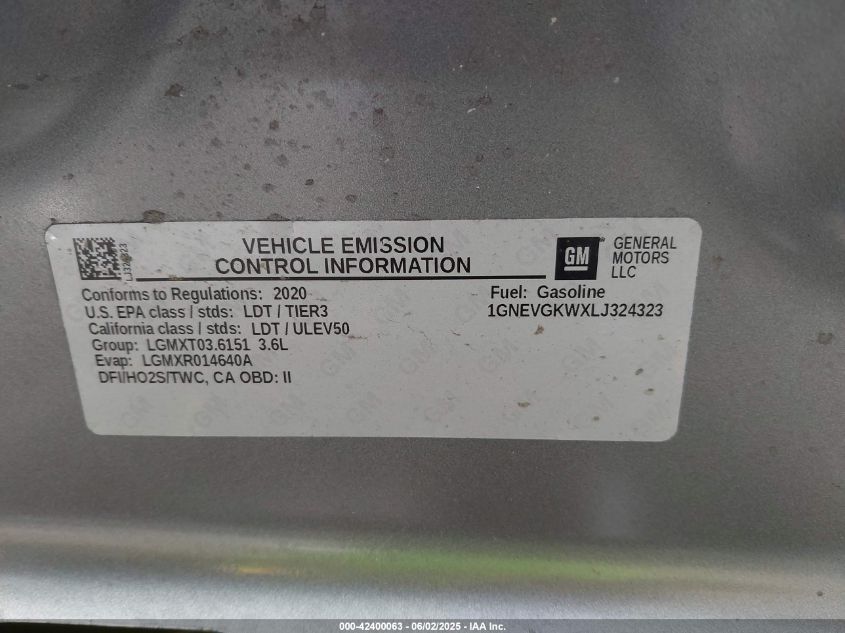 VEHICLE EMISSION
CONTROL INFORMATION
GM
GENERAL
MOTORS
LLC
Conforms to Regulations: 2020
U.S. EPA class / stds: LDT / TIER3
California class / stds: LDT / ULEV50
Group: LGMXT03.6151 3.6L
Evap: LGMXR014640A
DFI/HO2S/TWC, CA OBD: II
Fuel: Gasoline
1GNEVGKWXLJ324323
000-42400063 - 06/02/2025 - IAA Inc.